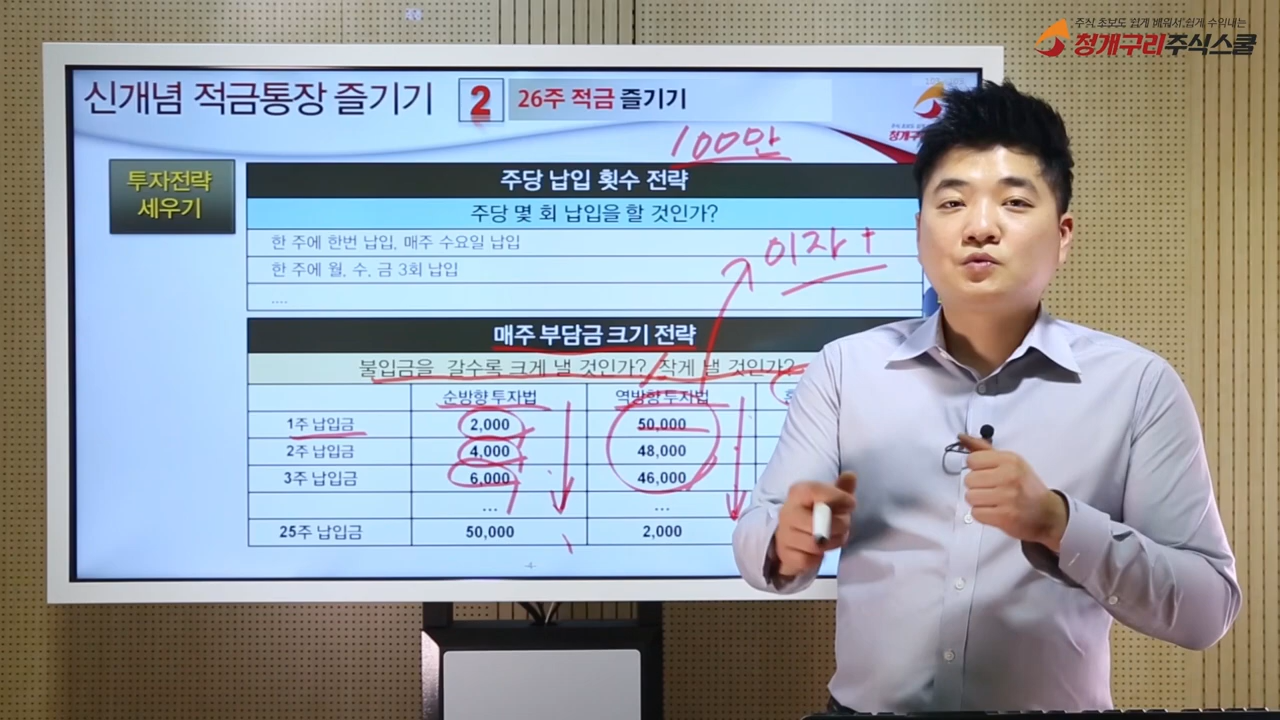 주식 초보도 쉽게 배워서 쉽게 수익내는
청개구리주식스쿨
신개념 적금통장 즐기기 2 26주 적금 즐기기
100만
투자전략
세우기
주당 납입 횟수 전략
주당 몇 회 납입을 할 것인가?
한 주에 한번 납입, 매주 수요일 납입
한 주에 월, 수, 금 3회 납입
....
이자 +
매주 부담금 크기 전략
불입금을 갈수록 크게 낼 것인가? 작게 낼 것인가?
순방향 투자법 역방향 투자법
1주 납입금 2,000 50,000
2주 납입금 4,000 48,000
3주 납입금 6,000 46,000
... ...
25주 납입금 50,000 2,000
-4-